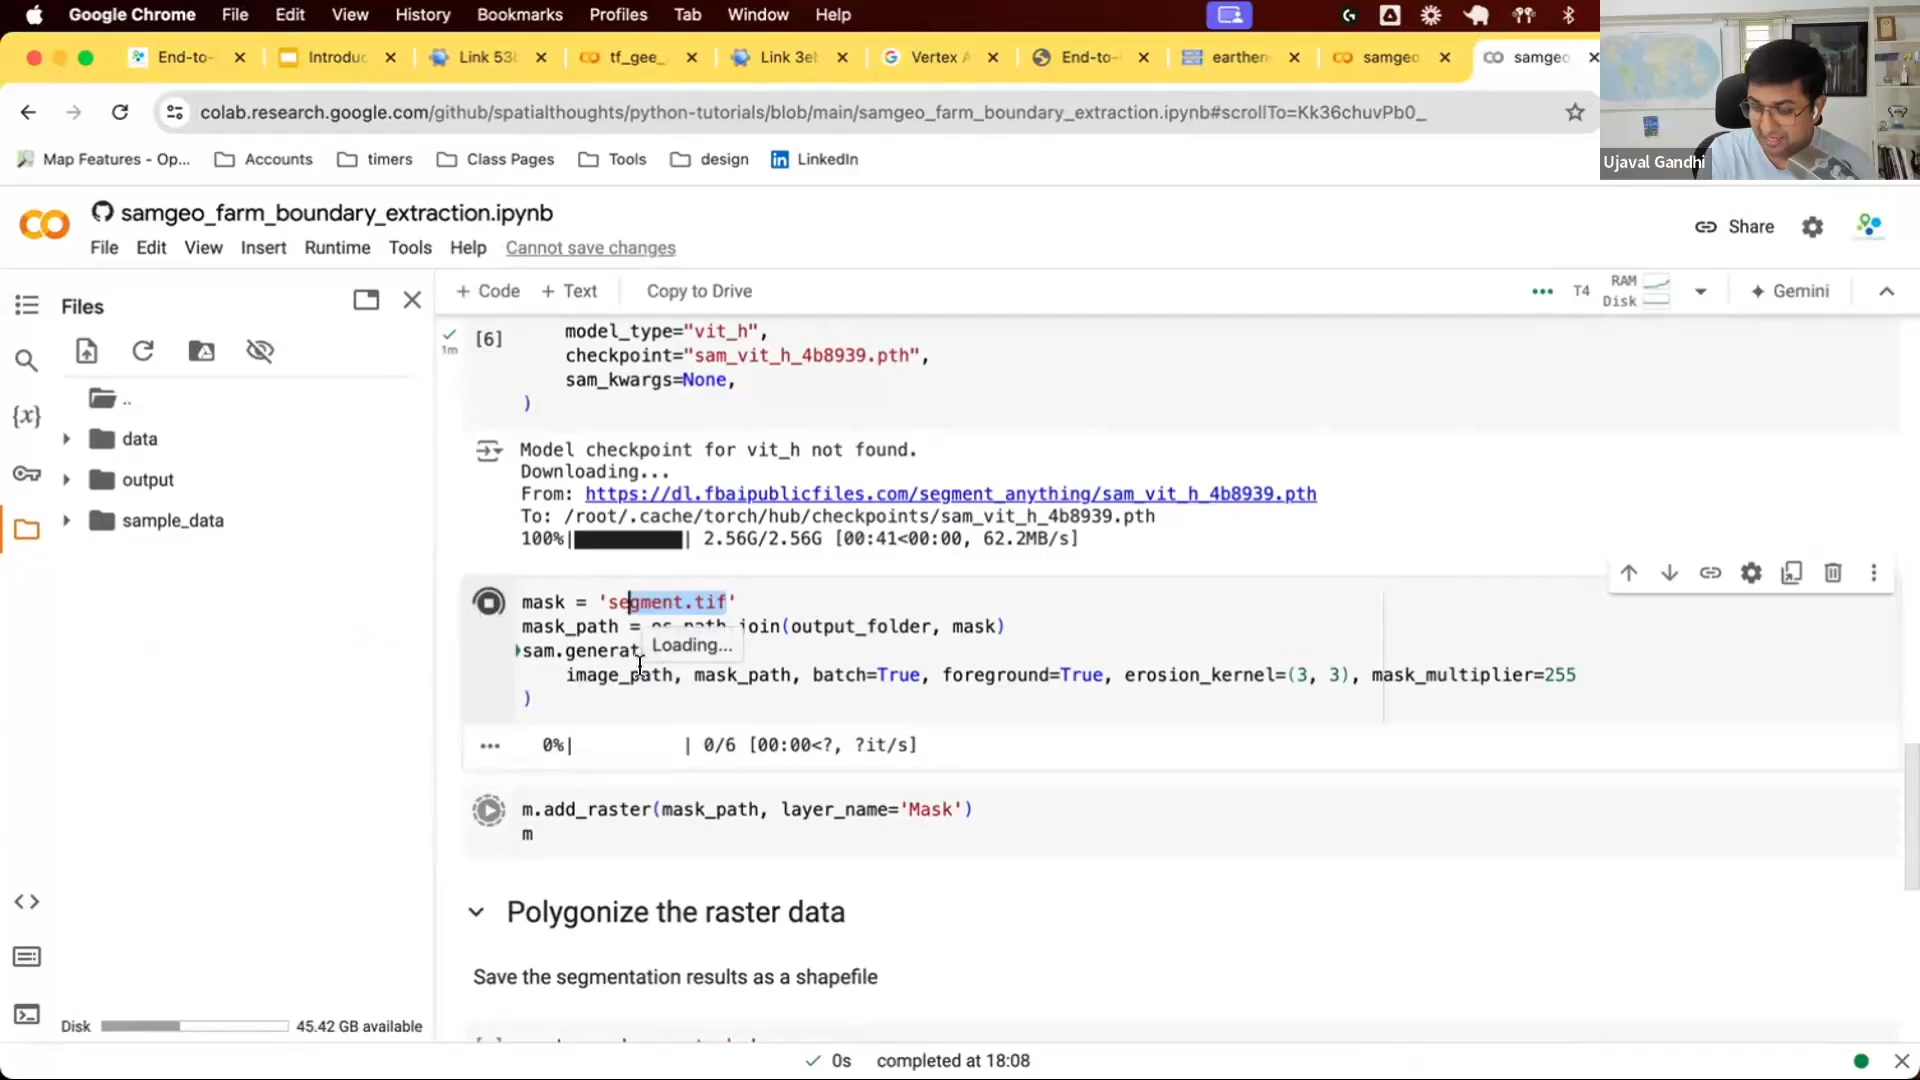 Google Chrome File Edit View History Bookmarks Profiles Tab Window Help
End-to- Introduc Link 53 tf_gee_ Link 3e Vertex A End-to- earthen samgeo samgeo
colab.research.google.com/github/spatialthoughts/python-tutorials/blob/main/samgeo_farm_boundary_extraction.ipynb#scrollTo=Kk36chuvPb0_
Map Features - Op... Accounts timers Class Pages Tools design LinkedIn
Ujaval Gandhi
samgeo_farm_boundary_extraction.ipynb
Share
File Edit View Insert Runtime Tools Help Cannot save changes
Files
+ Code + Text Copy to Drive
T4 RAM Disk Gemini
..
data
output
sample_data
Disk 45.42 GB available
1m
[6] model_type="vit_h",
checkpoint="sam_vit_h_4b8939.pth",
sam_kwargs=None,
)
Model checkpoint for vit_h not found.
Downloading...
From: https://dl.fbaipublicfiles.com/segment_anything/sam_vit_h_4b8939.pth
To: /root/.cache/torch/hub/checkpoints/sam_vit_h_4b8939.pth
100%| | 2.56G/2.56G [00:41<00:00, 62.2MB/s]
mask = 'segment.tif'
mask_path = join(output_folder, mask)
Loading...
sam.generat
image_path, mask_path, batch=True, foreground=True, erosion_kernel=(3, 3), mask_multiplier=255
)
0%| | 0/6 [00:00<?, ?it/s]
m.add_raster(mask_path, layer_name='Mask')
m
Polygonize the raster data
Save the segmentation results as a shapefile
0s completed at 18:08